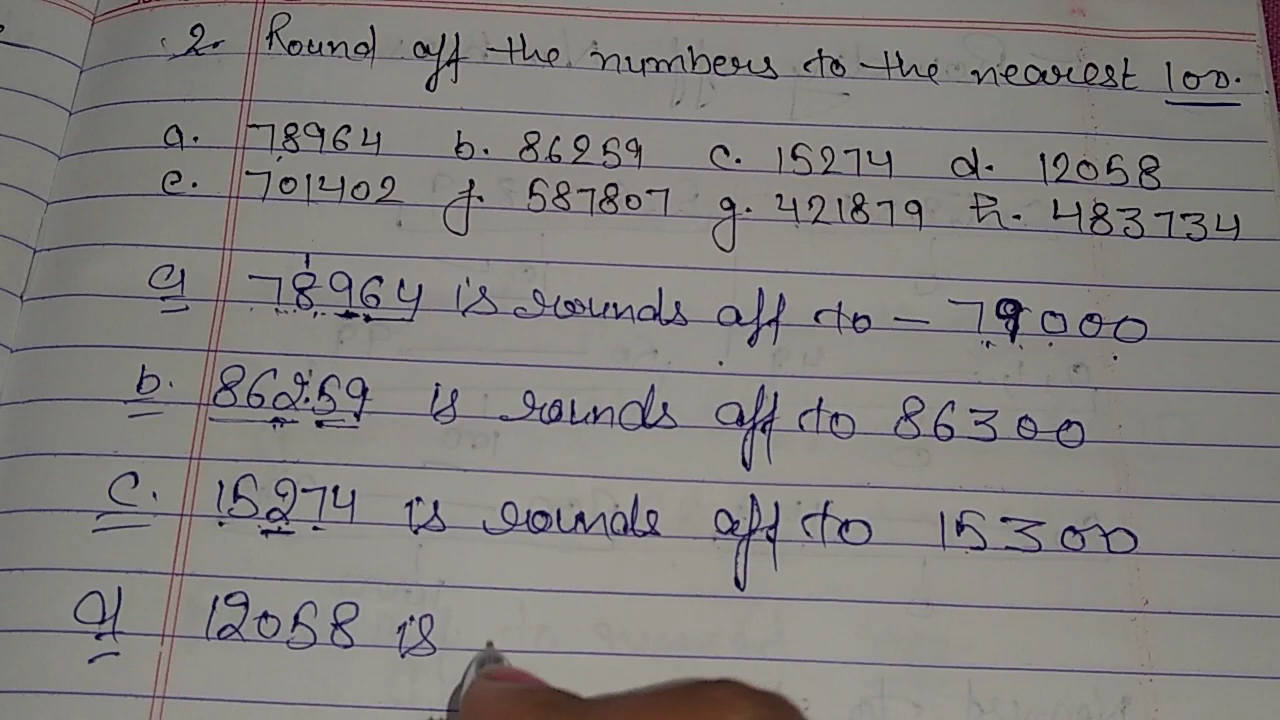 2. Round off the numbers to the nearest 100.
a. 78964 b. 86259 c. 15274 d. 12058
e. 701402 f. 587807 g. 421879 h. 483734
a 78964 is rounds off to - 79000
b. 86259 is rounds off to 86300
c. 15274 is rounds off to 15300
d 12058 is